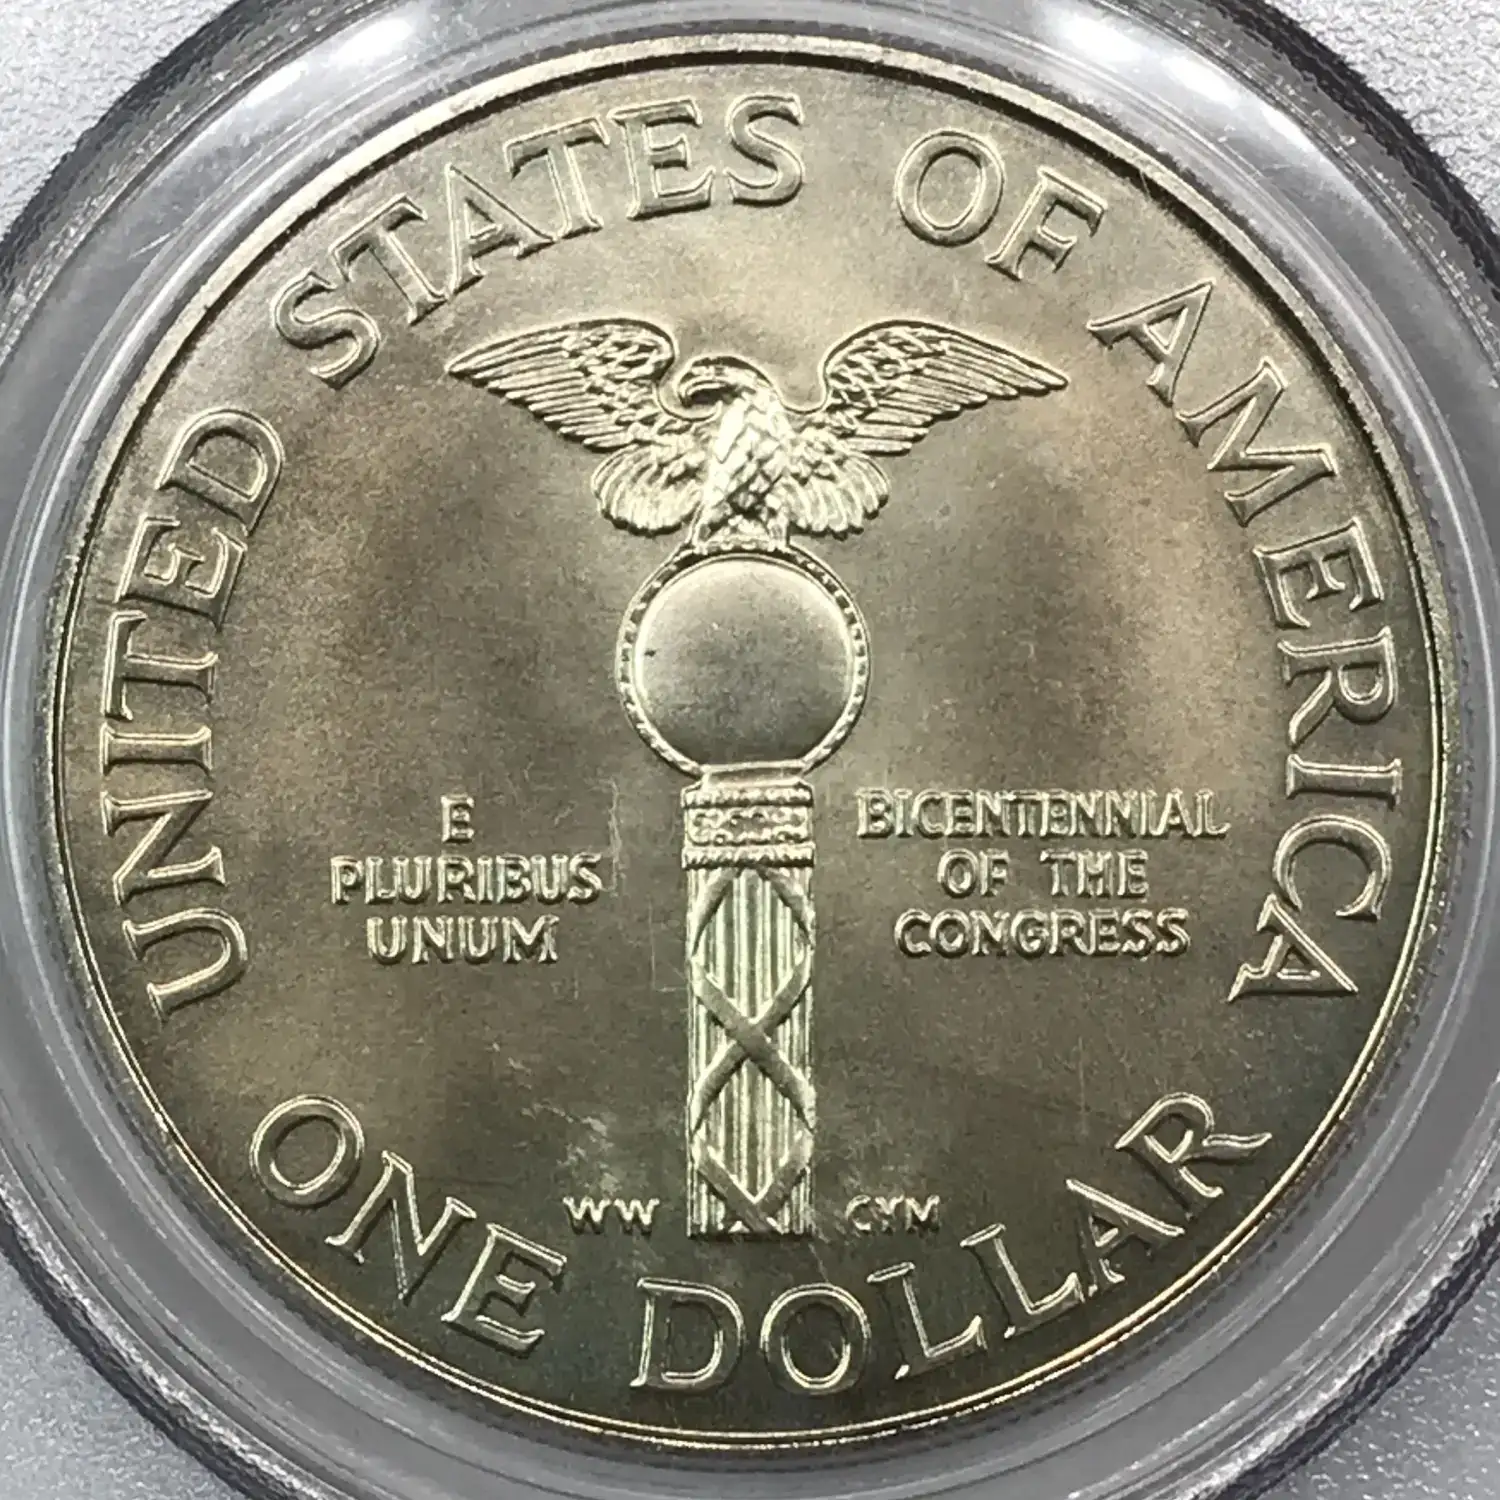 UNITED STATES OF AMERICA
E
PLURIBUS
UNUM
BICENTENNIAL
OF THE
CONGRESS
WW
CYM
ONE DOLLAR